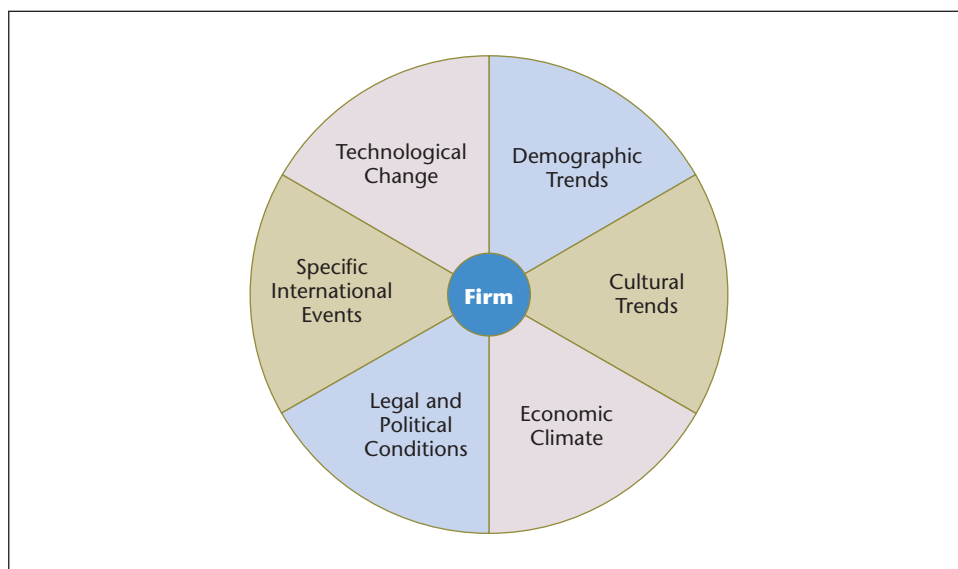 Technological
Change
Demographic
Trends
Specific
International
Events
Firm
Cultural
Trends
Legal and
Political
Conditions
Economic
Climate